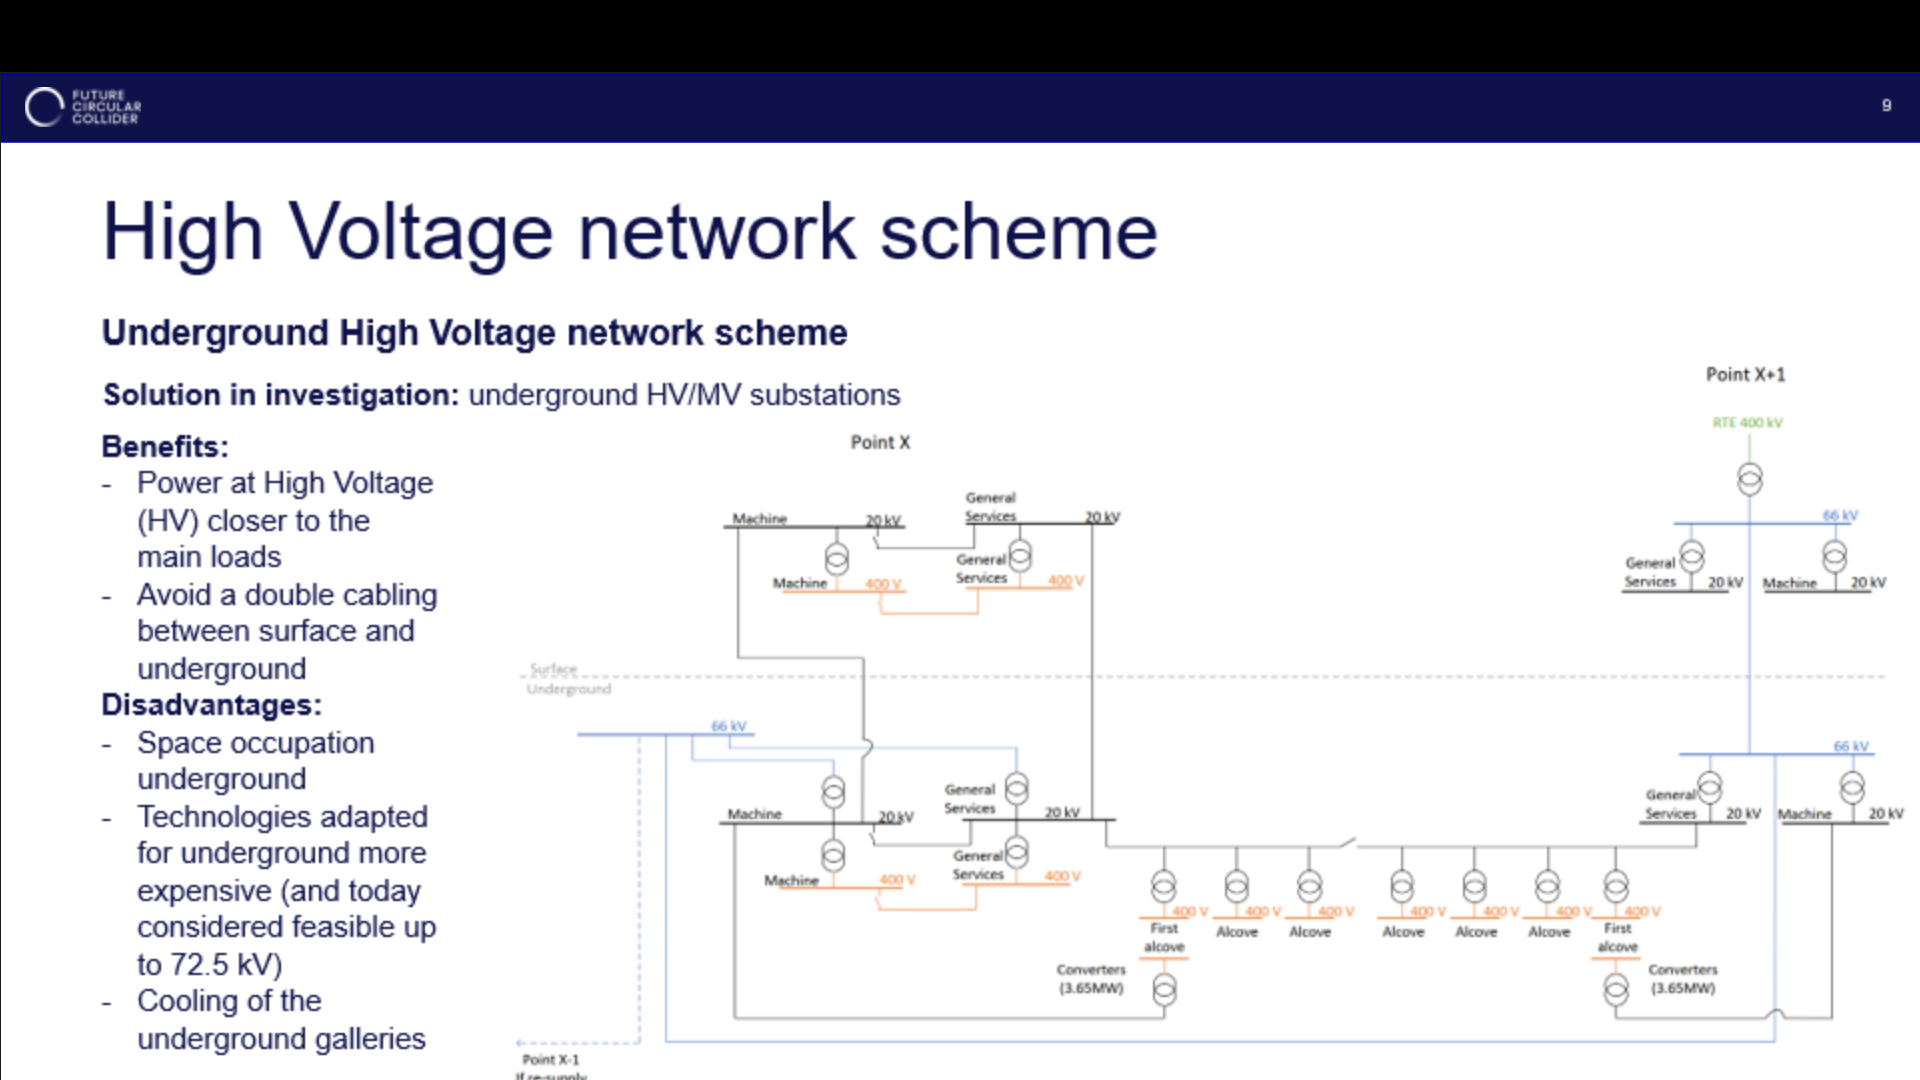 FUTURE
CIRCULAR
COLLIDER
9
High Voltage network scheme
Underground High Voltage network scheme
Solution in investigation: underground HV/MV substations
Benefits:
- Power at High Voltage
(HV) closer to the
main loads
- Avoid a double cabling
between surface and
underground
Disadvantages:
- Space occupation
underground
- Technologies adapted
for underground more
expensive (and today
considered feasible up
to 72.5 kV)
- Cooling of the
underground galleries
Point X
Point X+1
RTE 400 kV
66 kV
General
Services 20 kV
Machine 20 kV
Machine 20 kV
General
Services 20 kV
Machine 400 V
General
Services 400 V
Surface
Underground
66 kV
66 kV
Machine 20 kV
General
Services 20 kV
Machine 400 V
General
Services 400 V
General
Services 20 kV
Machine 20 kV
400 V 400 V 400 V 400 V 400 V 400 V 400 V
First
alcove
Alcove
Alcove
Alcove
Alcove
Alcove
First
alcove
Converters
(3.65MW)
Converters
(3.65MW)
Point X-1
If re-supply